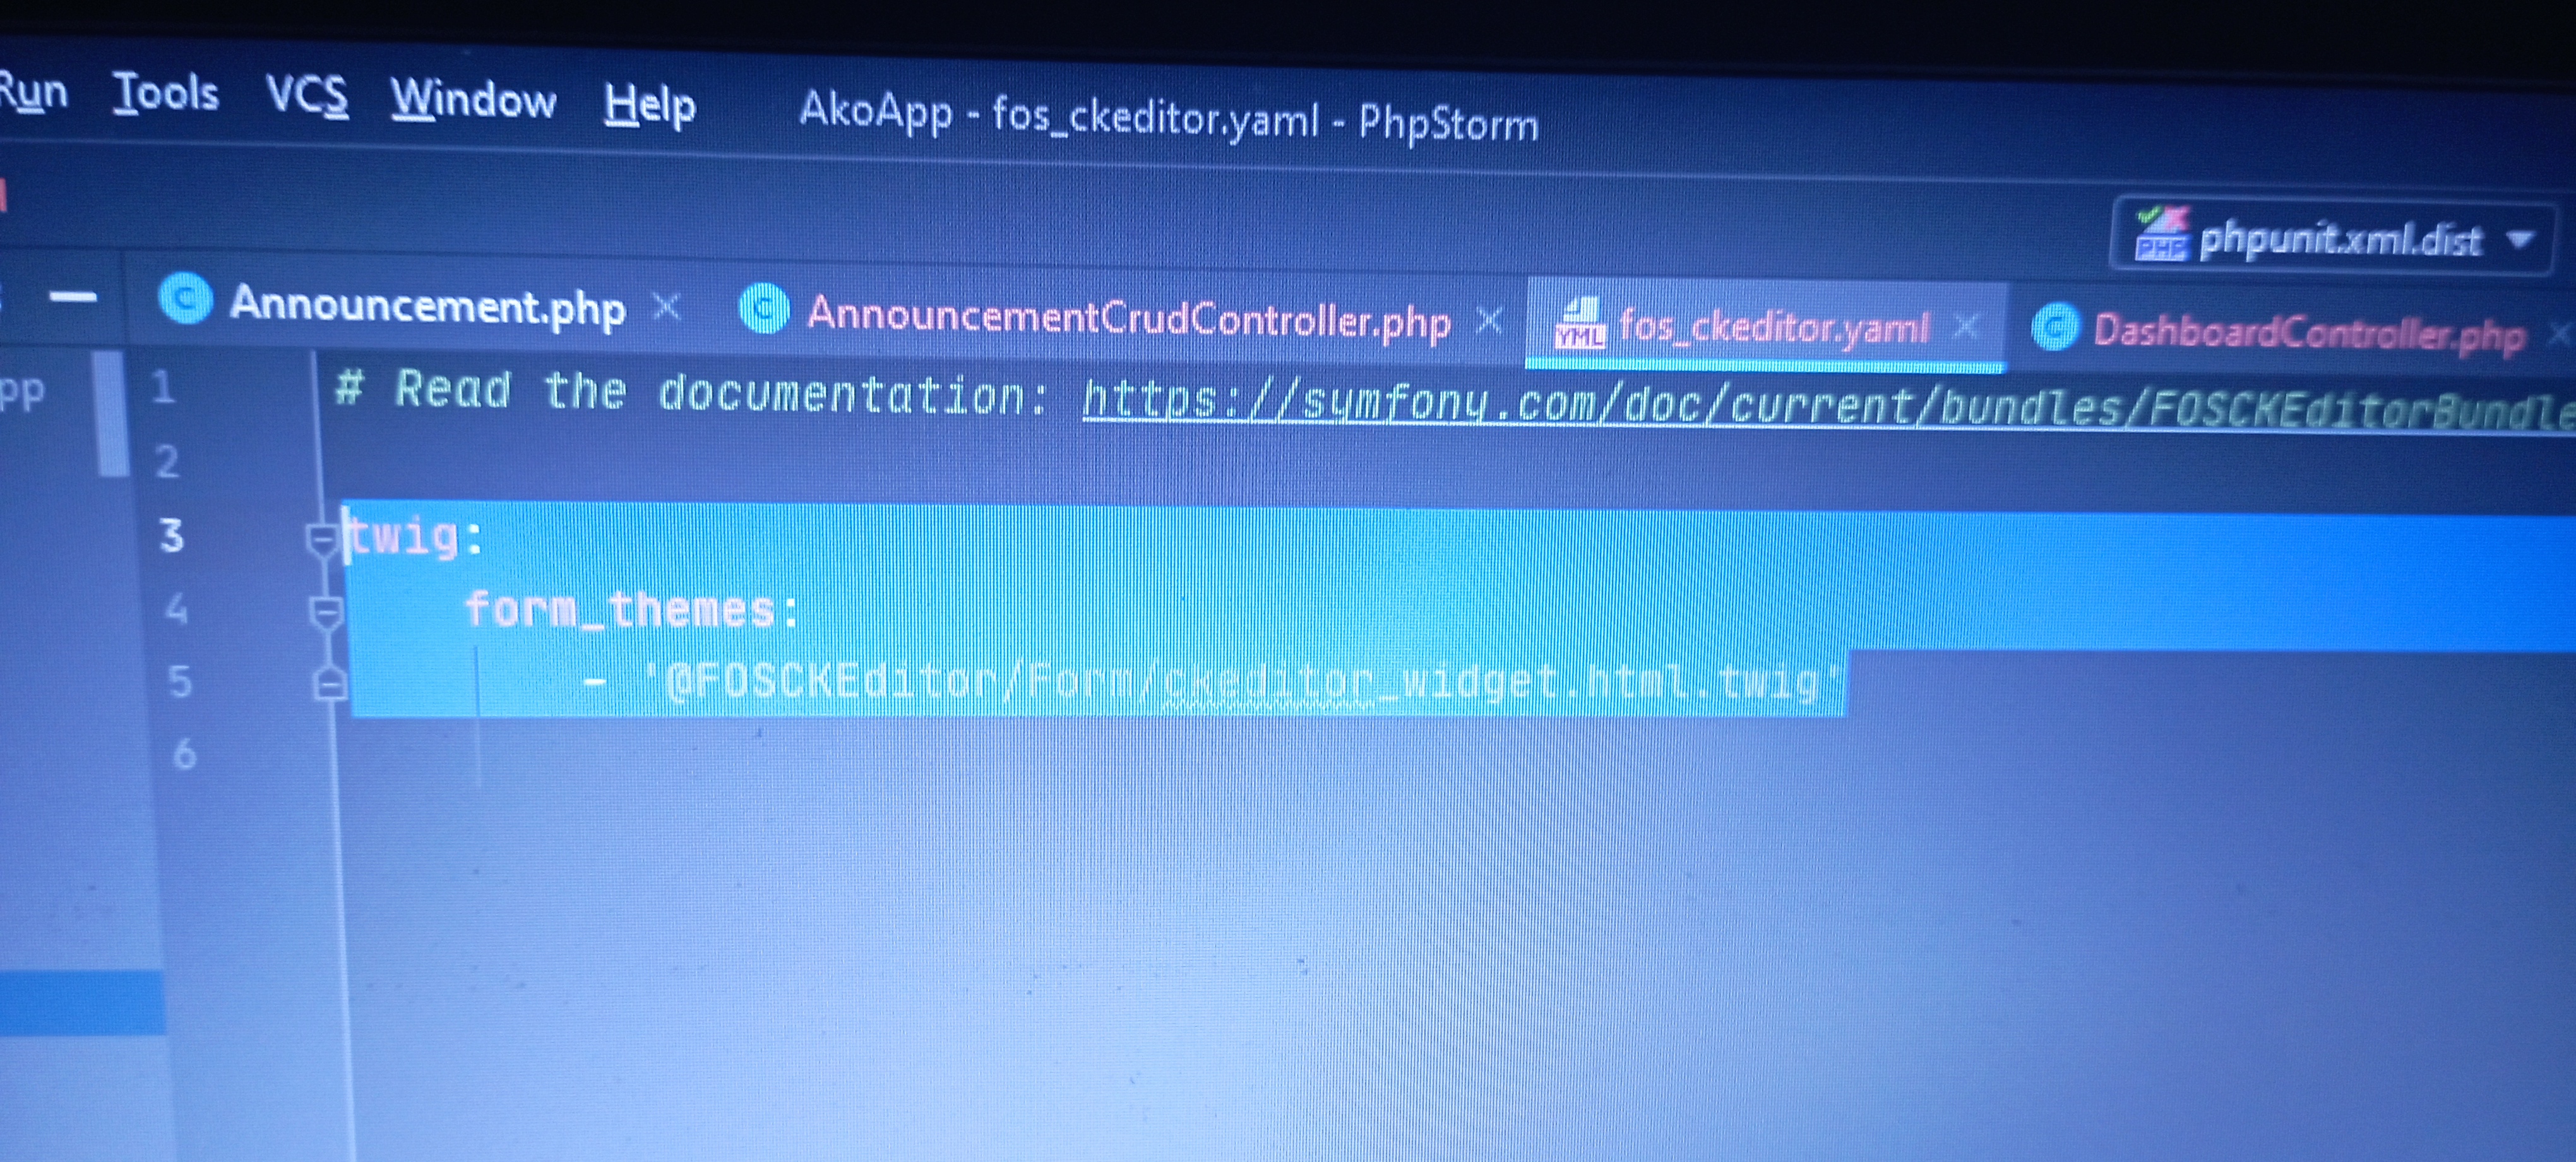 Run Tools VCS Window Help AkoApp - fos_ckeditor.yaml - PhpStorm
phpunit.xml.dist
Announcement.php AnnouncementCrudController.php fos_ckeditor.yaml DashboardController.php
pp
1 # Read the documentation: https://symfony.com/doc/current/bundles/FOSCKEditorBundle
2
3 twig:
4 form_themes:
5 - '@FOSCKEditor/Form/ckeditor_widget.html.twig'
6